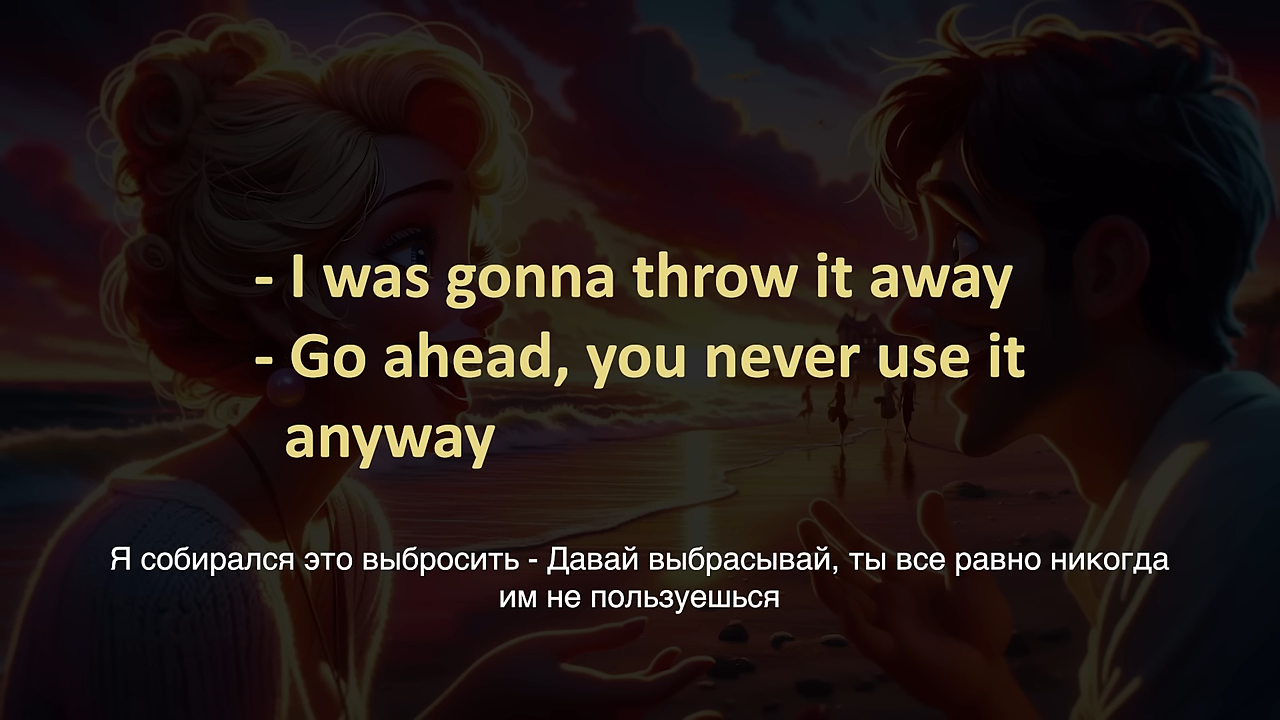 - I was gonna throw it away
- Go ahead, you never use it
anyway
Я собирался это выбросить - Давай выбрасывай, ты все равно никогда
им не пользуешься